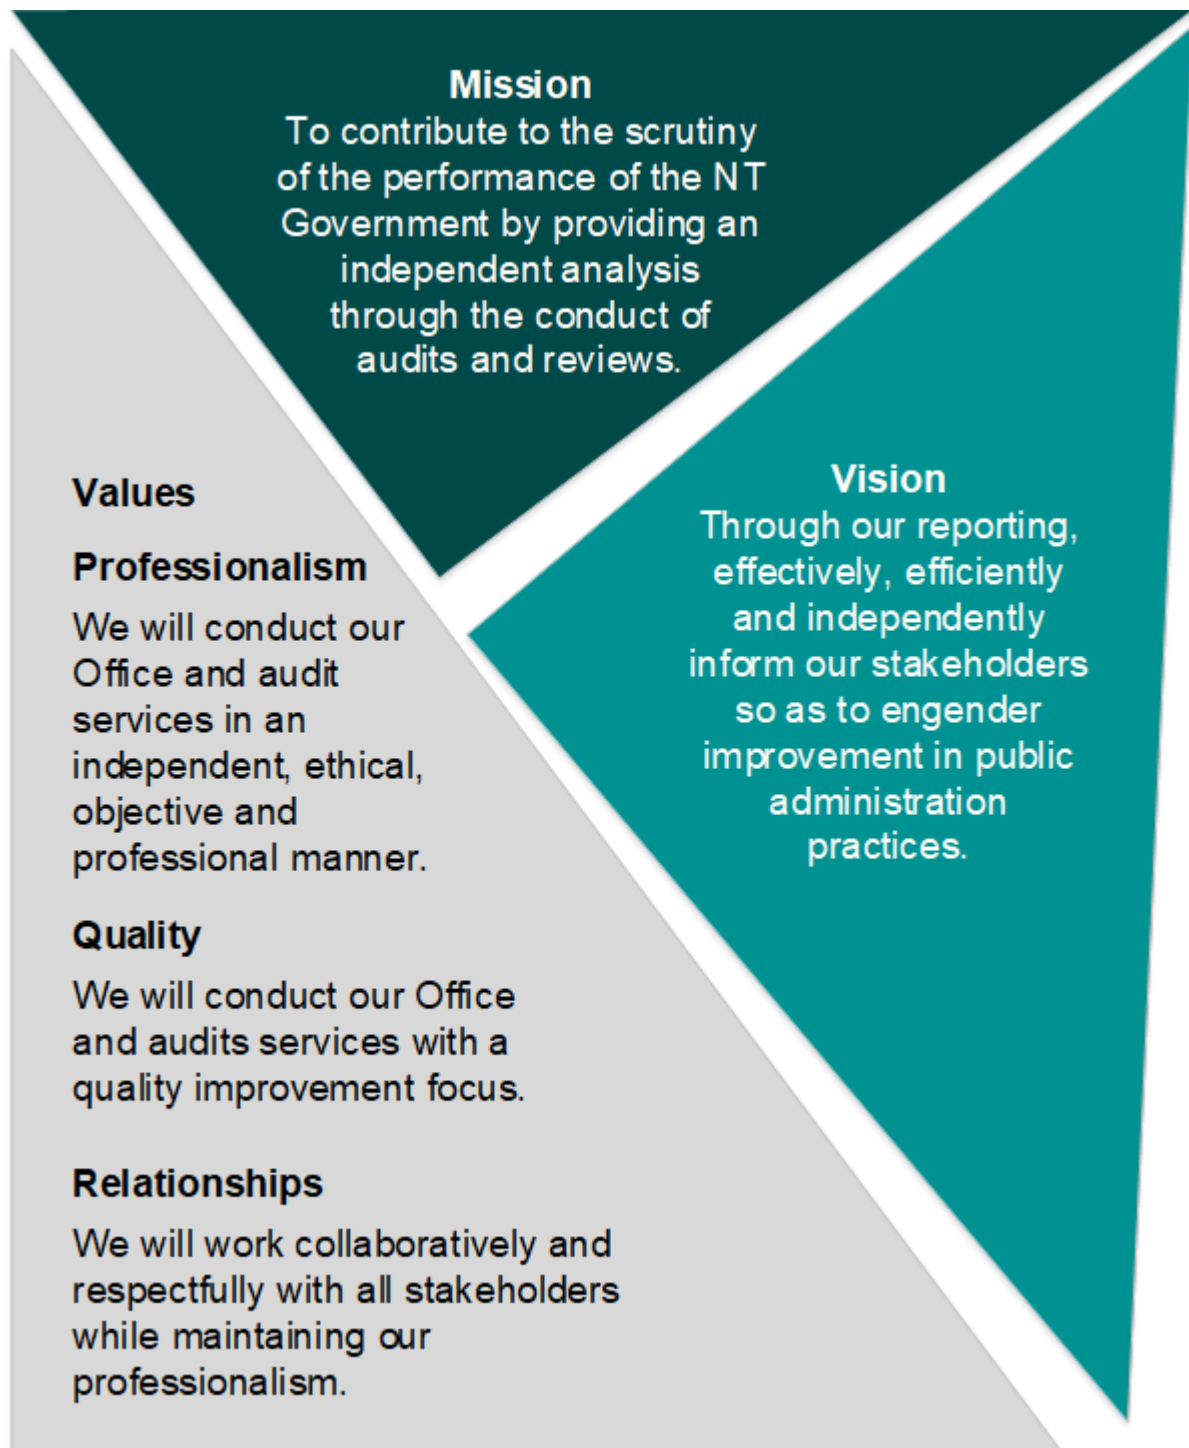 Mission
To contribute to the scrutiny
of the performance of the NT
Government by providing an
independent analysis
through the conduct of
audits and reviews.
Vision
Through our reporting,
effectively, efficiently
and independently
inform our stakeholders
so as to engender
improvement in public
administration
practices.
Values
Professionalism
We will conduct our
Office and audit
services in an
independent, ethical,
objective and
professional manner.
Quality
We will conduct our Office
and audits services with a
quality improvement focus.
Relationships
We will work collaboratively and
respectfully with all stakeholders
while maintaining our
professionalism.